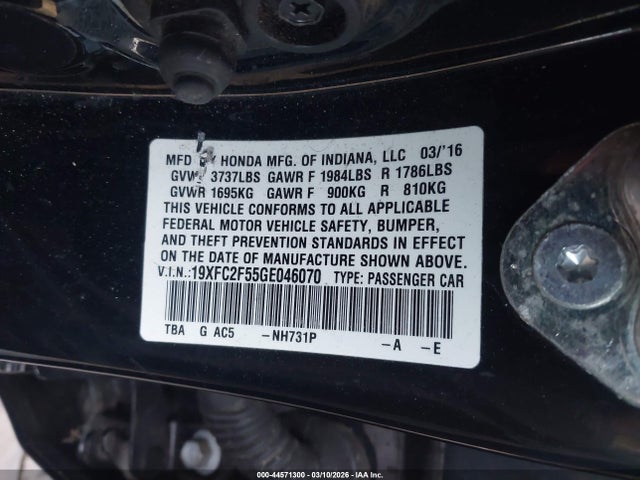 MFD HONDA MFG. OF INDIANA, LLC 03/'16
GVWR 3737LBS GAWR F 1984LBS R 1786LBS
GVWR 1695KG GAWR F 900KG R 810KG
THIS VEHICLE CONFORMS TO ALL APPLICABLE
FEDERAL MOTOR VEHICLE SAFETY, BUMPER,
AND THEFT PREVENTION STANDARDS IN EFFECT
ON THE DATE OF MANUFACTURE SHOWN ABOVE.
V.I.N.:19XFC2F55GE046070 TYPE: PASSENGER CAR
TBA G AC5 -NH731P -A -E
000-44571300 - 03/10/2026 - IAA Inc.